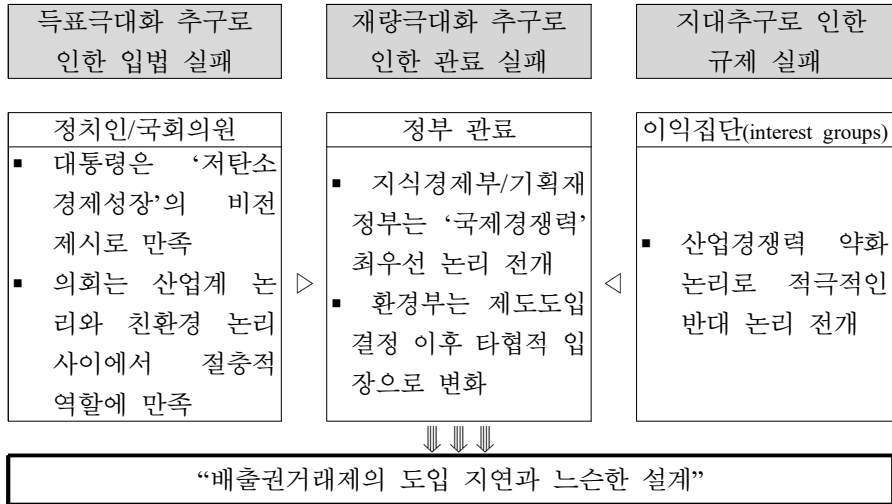 득표극대화 추구로
인한 입법 실패
재량극대화 추구로
인한 관료 실패
지대추구로 인한
규제 실패
정치인/국회의원
▪ 대통령은 ‘저탄소
경제성장’의 비전
제시로 만족
▪ 의회는 산업계 논
리와 친환경 논리
사이에서 절충적
역할에 만족
▷
정부 관료
▪ 지식경제부/기획재
정부는 ‘국제경쟁력’
최우선 논리 전개
▪ 환경부는 제도도입
결정 이후 타협적 입
장으로 변화
◁
이익집단(interest groups)
▪ 산업경쟁력 약화
논리로 적극적인
반대 논리 전개
⇓ ⇓ ⇓
“배출권거래제의 도입 지연과 느슨한 설계”